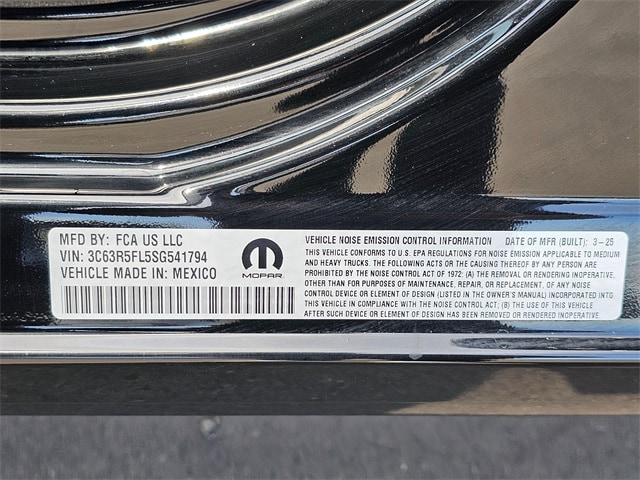 MFD BY: FCA US LLC
VIN: 3C63R5FL5SG541794
VEHICLE MADE IN: MEXICO
MOPAR
VEHICLE NOISE EMISSION CONTROL INFORMATION DATE OF MFR (BUILT): 3-25
THIS VEHICLE CONFORMS TO U.S. EPA REGULATIONS FOR NOISE EMISSION APPLICABLE TO MEDIUM
AND HEAVY TRUCKS. THE FOLLOWING ACTS OR THE CAUSING THEREOF BY ANY PERSON ARE
PROHIBITED BY THE NOISE CONTROL ACT OF 1972: (A) THE REMOVAL OR RENDERING INOPERATIVE,
OTHER THAN FOR PURPOSES OF MAINTENANCE, REPAIR, OR REPLACEMENT, OF ANY NOISE CONTROL
DEVICE OR ELEMENT OF DESIGN (LISTED IN THE OWNER'S MANUAL) INCORPORATED INTO
THIS VEHICLE IN COMPLIANCE WITH THE NOISE CONTROL ACT; (B) THE USE OF THIS VEHICLE
AFTER SUCH DEVICE OR ELEMENT OF DESIGN HAS BEEN REMOVED OR RENDERED INOPERATIVE.